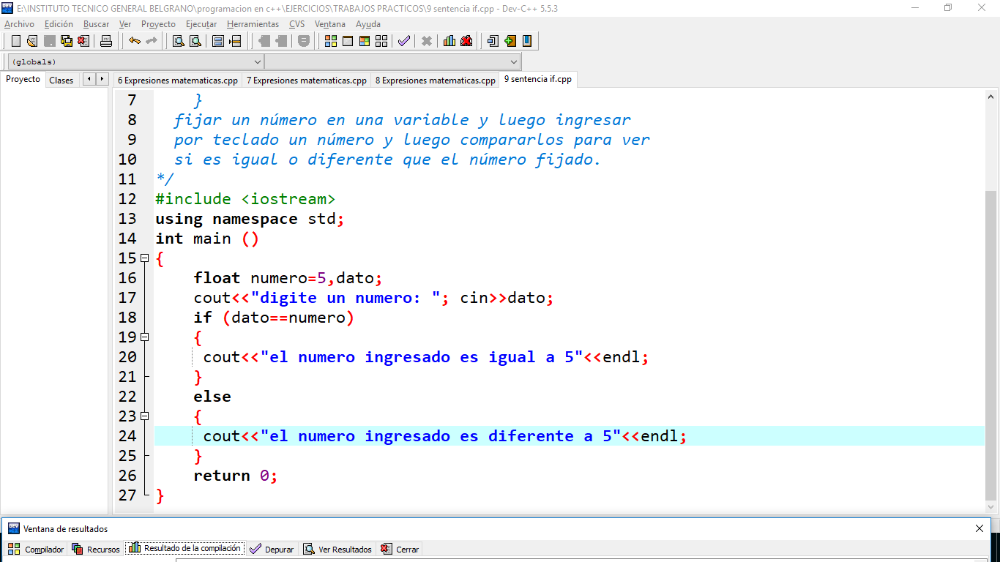 E:\INSTITUTO TECNICO GENERAL BELGRANO\programacion en c++\EJERCICIOS\TRABAJOS PRACTICOS\9 sentencia if.cpp - Dev-C++ 5.5.3
Archivo Edición Buscar Ver Proyecto Ejecutar Herramientas CVS Ventana Ayuda
(globals)
Proyecto Clases 6 Expresiones matematicas.cpp 7 Expresiones matematicas.cpp 8 Expresiones matematicas.cpp 9 sentencia if.cpp
7 }
8 fijar un número en una variable y luego ingresar
9 por teclado un número y luego compararlos para ver
10 si es igual o diferente que el número fijado.
11 */
12 #include <iostream>
13 using namespace std;
14 int main ()
15 {
16 float numero=5,dato;
17 cout<<"digite un numero: "; cin>>dato;
18 if (dato==numero)
19 {
20 cout<<"el numero ingresado es igual a 5"<<endl;
21 }
22 else
23 {
24 cout<<"el numero ingresado es diferente a 5"<<endl;
25 }
26 return 0;
27 }
Ventana de resultados
Compilador Recursos Resultado de la compilación Depurar Ver Resultados Cerrar